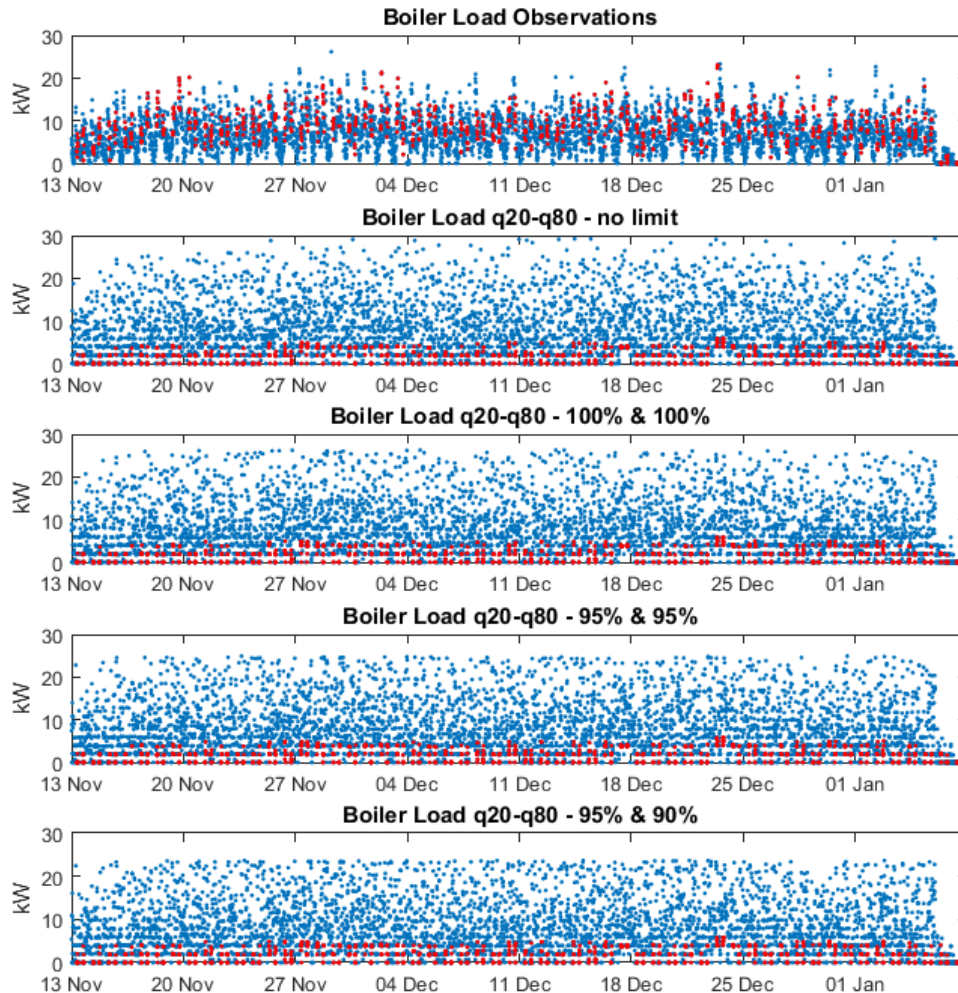 Boiler Load Observations
30
20
10
0
kW
13 Nov 20 Nov 27 Nov 04 Dec 11 Dec 18 Dec 25 Dec 01 Jan
Boiler Load q20-q80 - no limit
30
20
10
0
kW
13 Nov 20 Nov 27 Nov 04 Dec 11 Dec 18 Dec 25 Dec 01 Jan
Boiler Load q20-q80 - 100% & 100%
30
20
10
0
kW
13 Nov 20 Nov 27 Nov 04 Dec 11 Dec 18 Dec 25 Dec 01 Jan
Boiler Load q20-q80 - 95% & 95%
30
20
10
0
kW
13 Nov 20 Nov 27 Nov 04 Dec 11 Dec 18 Dec 25 Dec 01 Jan
Boiler Load q20-q80 - 95% & 90%
30
20
10
0
kW
13 Nov 20 Nov 27 Nov 04 Dec 11 Dec 18 Dec 25 Dec 01 Jan